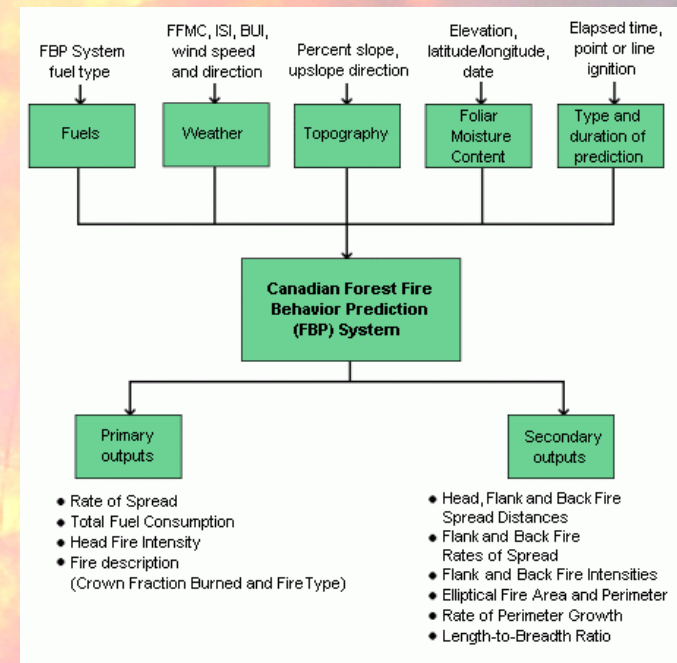 FBP System
fuel type
FFMC, ISI, BUI,
wind speed
and direction
Percent slope,
upslope direction
Elevation,
latitude/longitude,
date
Elapsed time,
point or line
ignition
Fuels
Weather
Topography
Foliar
Moisture
Content
Type and
duration of
prediction
Canadian Forest Fire
Behavior Prediction
(FBP) System
Primary
outputs
Secondary
outputs
• Rate of Spread
• Total Fuel Consumption
• Head Fire Intensity
• Fire description
(Crown Fraction Burned and Fire Type)
• Head, Flank and Back Fire
Spread Distances
• Flank and Back Fire
Rates of Spread
• Flank and Back Fire Intensities
• Elliptical Fire Area and Perimeter
• Rate of Perimeter Growth
• Length-to-Breadth Ratio